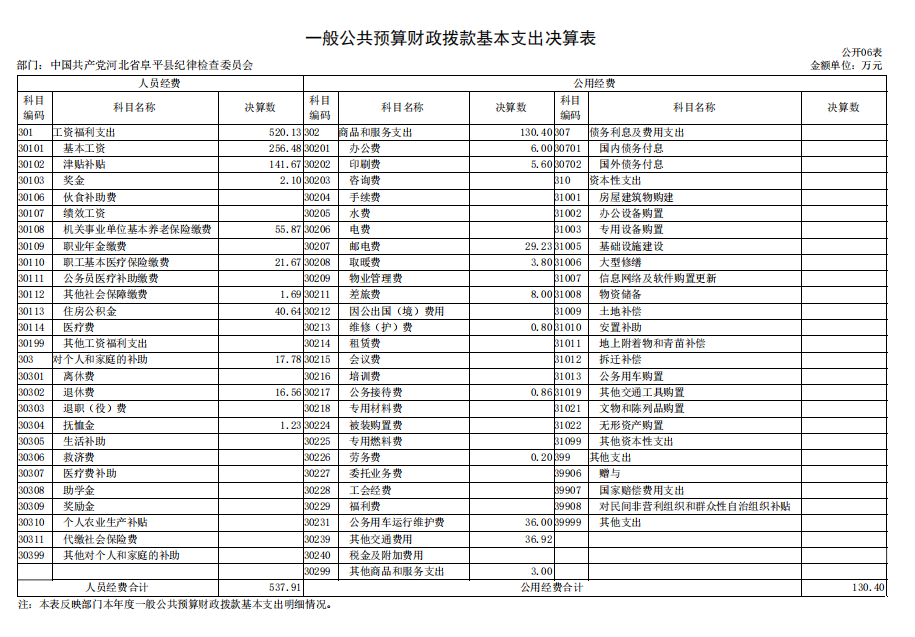 一般公共预算财政拨款基本支出决算表
公开06表
部门：中国共产党河北省阜平县纪律检查委员会 金额单位：万元
人员经费 公用经费
科目编码 科目名称 决算数 科目编码 科目名称 决算数 科目编码 科目名称 决算数
301 工资福利支出 520.13 302 商品和服务支出 130.40 307 债务利息及费用支出
30101 基本工资 256.48 30201 办公费 6.00 30701 国内债务付息
30102 津贴补贴 141.67 30202 印刷费 5.60 30702 国外债务付息
30103 奖金 2.10 30203 咨询费 310 资本性支出
30106 伙食补助费 30204 手续费 31001 房屋建筑物购建
30107 绩效工资 30205 水费 31002 办公设备购置
30108 机关事业单位基本养老保险缴费 55.87 30206 电费 31003 专用设备购置
30109 职业年金缴费 30207 邮电费 29.23 31005 基础设施建设
30110 职工基本医疗保险缴费 21.67 30208 取暖费 3.80 31006 大型修缮
30111 公务员医疗补助缴费 30209 物业管理费 31007 信息网络及软件购置更新
30112 其他社会保障缴费 1.69 30211 差旅费 8.00 31008 物资储备
30113 住房公积金 40.64 30212 因公出国（境）费用 31009 土地补偿
30114 医疗费 30213 维修（护）费 0.80 31010 安置补助
30199 其他工资福利支出 30214 租赁费 31011 地上附着物和青苗补偿
303 对个人和家庭的补助 17.78 30215 会议费 31012 拆迁补偿
30301 离休费 30216 培训费 31013 公务用车购置
30302 退休费 16.56 30217 公务接待费 0.86 31019 其他交通工具购置
30303 退职（役）费 30218 专用材料费 31021 文物和陈列品购置
30304 抚恤金 1.23 30224 被装购置费 31022 无形资产购置
30305 生活补助 30225 专用燃料费 31099 其他资本性支出
30306 救济费 30226 劳务费 0.20 399 其他支出
30307 医疗费补助 30227 委托业务费 39906 赠与
30308 助学金 30228 工会经费 39907 国家赔偿费用支出
30309 奖励金 30229 福利费 39908 对民间非营利组织和群众性自治组织补贴
30310 个人农业生产补贴 30231 公务用车运行维护费 36.00 39999 其他支出
30311 代缴社会保险费 30239 其他交通费用 36.92
30399 其他对个人和家庭的补助 30240 税金及附加费用
30299 其他商品和服务支出 3.00
人员经费合计 537.91 公用经费合计 130.40
注：本表反映部门本年度一般公共预算财政拨款基本支出明细情况。